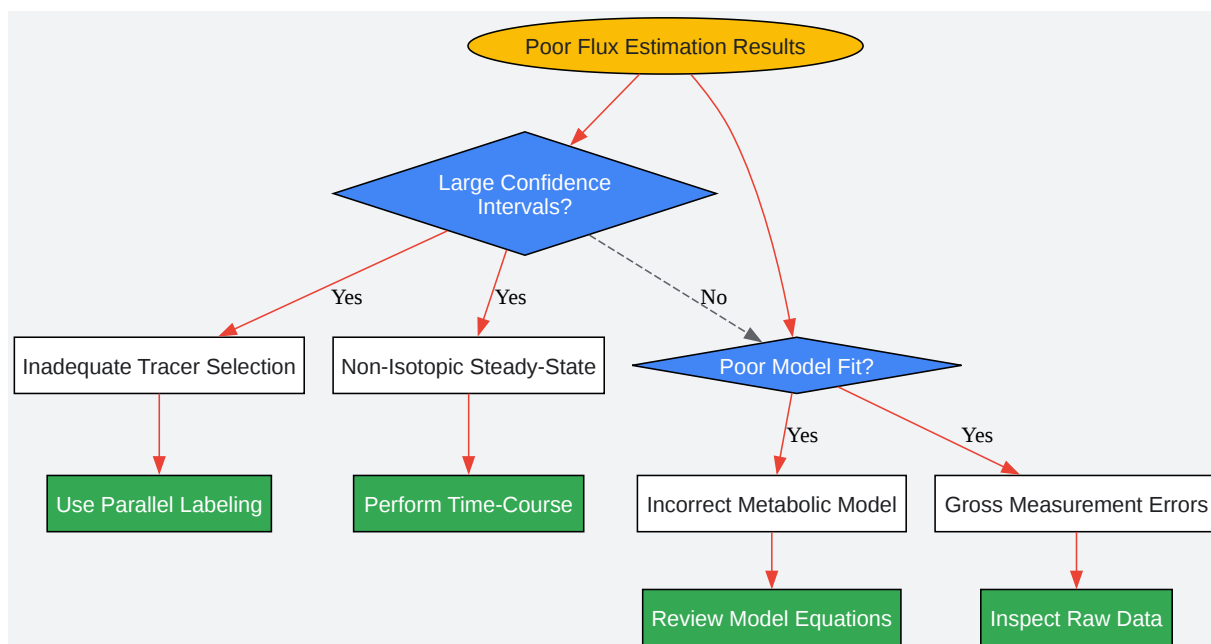 Poor Flux Estimation Results
Large Confidence
Intervals?
Yes
Yes
No
Inadequate Tracer Selection
Non-Isotopic Steady-State
Poor Model Fit?
Yes
Yes
Use Parallel Labeling
Perform Time-Course
Incorrect Metabolic Model
Gross Measurement Errors
Review Model Equations
Inspect Raw Data